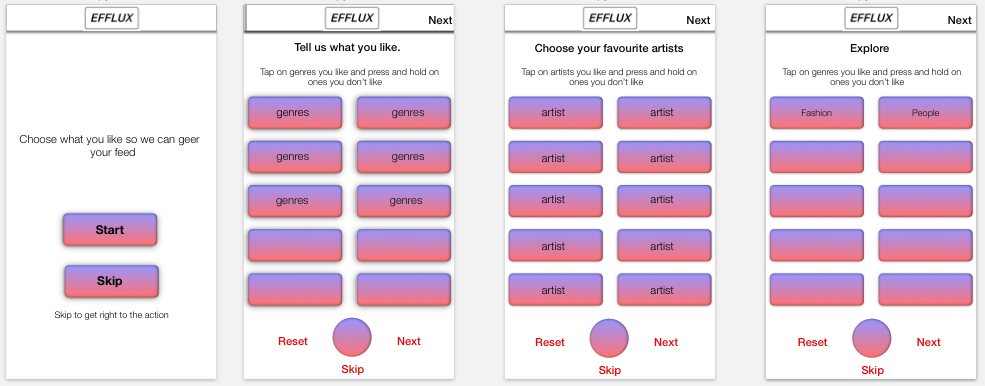 EFFLUX
Choose what you like so we can geer
your feed
Start
Skip
Skip to get right to the action
EFFLUX
Next
Tell us what you like.
Tap on genres you like and press and hold on
ones you don't like
genres
genres
genres
genres
genres
genres
Reset
Next
Skip
EFFLUX
Next
Choose your favourite artists
Tap on artists you like and press and hold on
ones you don't like
artist
artist
artist
artist
artist
artist
artist
artist
artist
artist
Reset
Next
Skip
EFFLUX
Next
Explore
Tap on genres you like and press and hold on
ones you don't like
Fashion
People
Reset
Next
Skip